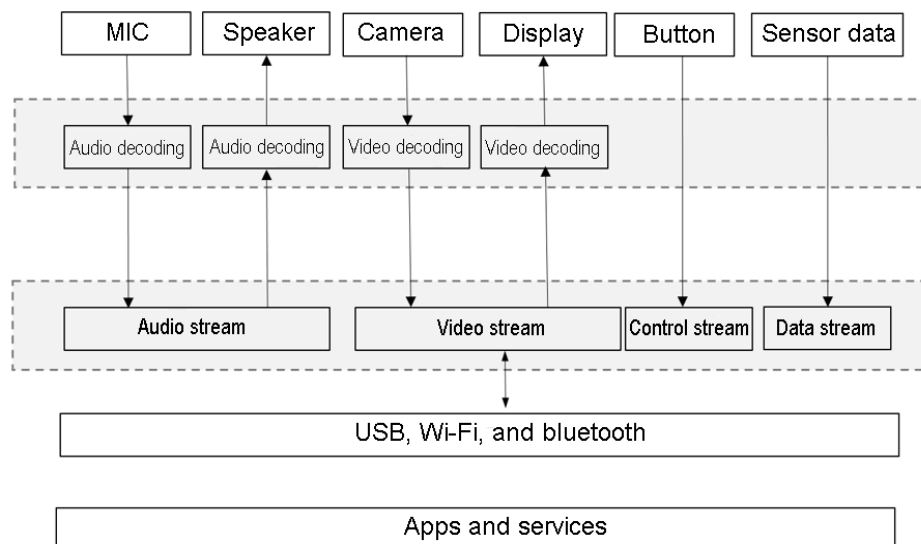 MIC
Speaker
Camera
Display
Button
Sensor data
Audio decoding
Audio decoding
Video decoding
Video decoding
Audio stream
Video stream
Control stream
Data stream
USB, Wi-Fi, and bluetooth
Apps and services